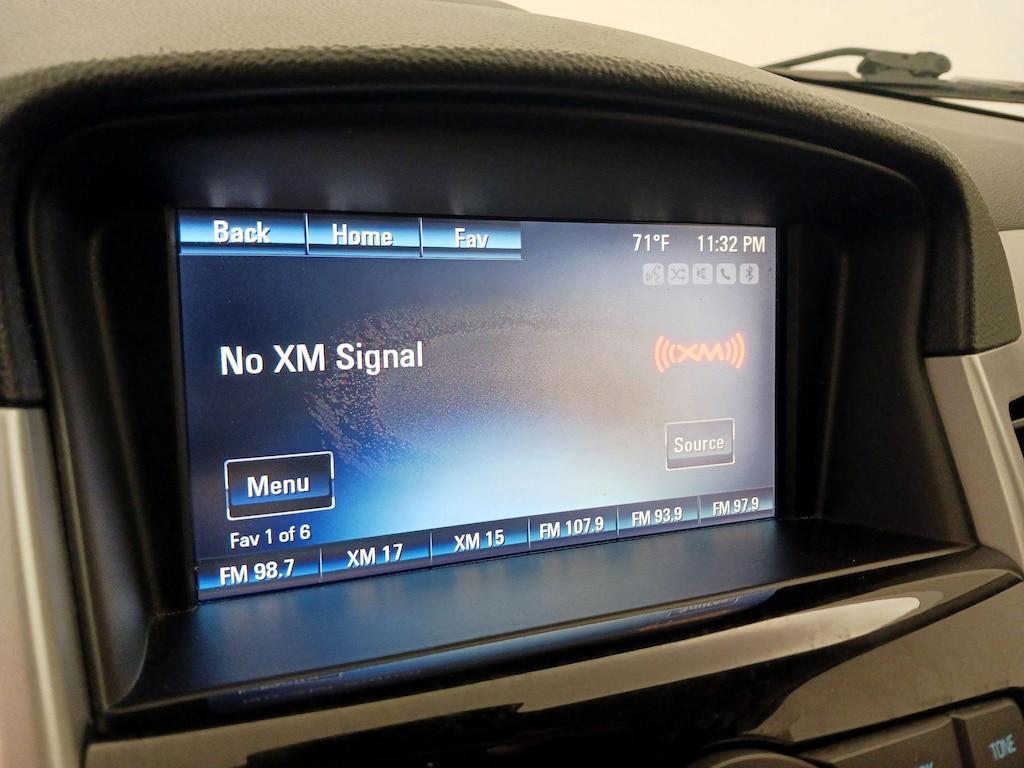 Back Home Fav
71°F 11:32 PM
No XM Signal
((XM))
Source
Menu
Fav 1 of 6
FM 98.7 XM 17 XM 15 FM 107.9 FM 93.9 FM 97.9
TONE